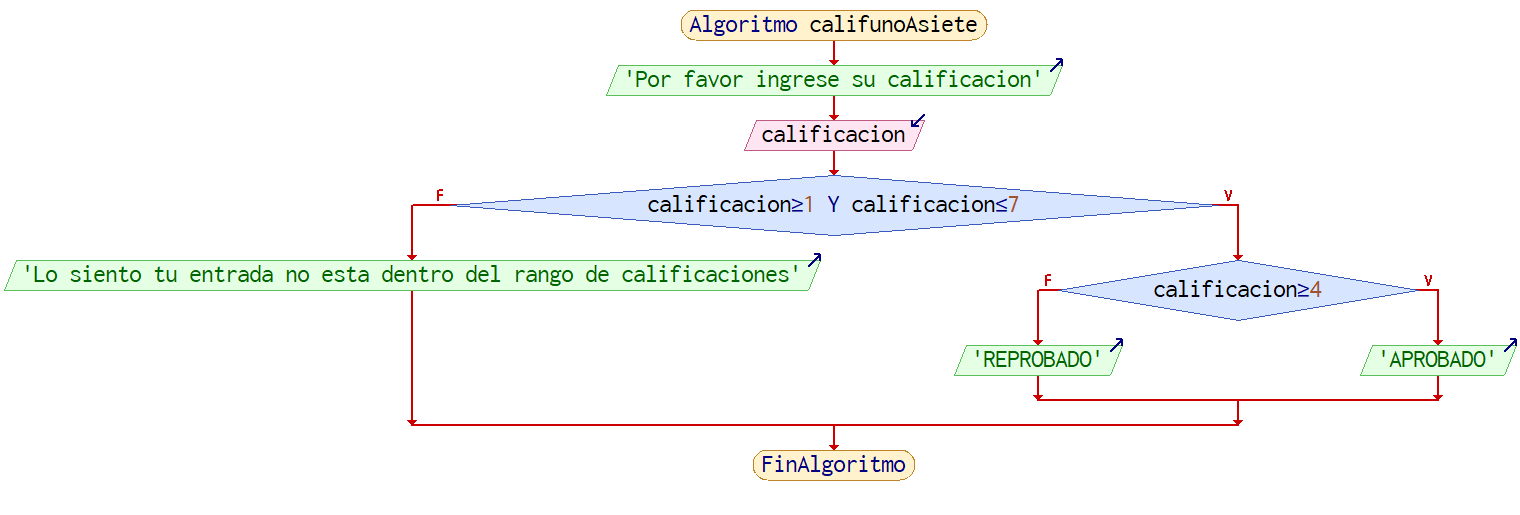 Algoritmo califunoAsiete
'Por favor ingrese su calificacion'
calificacion
calificacion≥1 Y calificacion≤7
F
V
'Lo siento tu entrada no esta dentro del rango de calificaciones'
calificacion≥4
F
V
'REPROBADO'
'APROBADO'
FinAlgoritmo